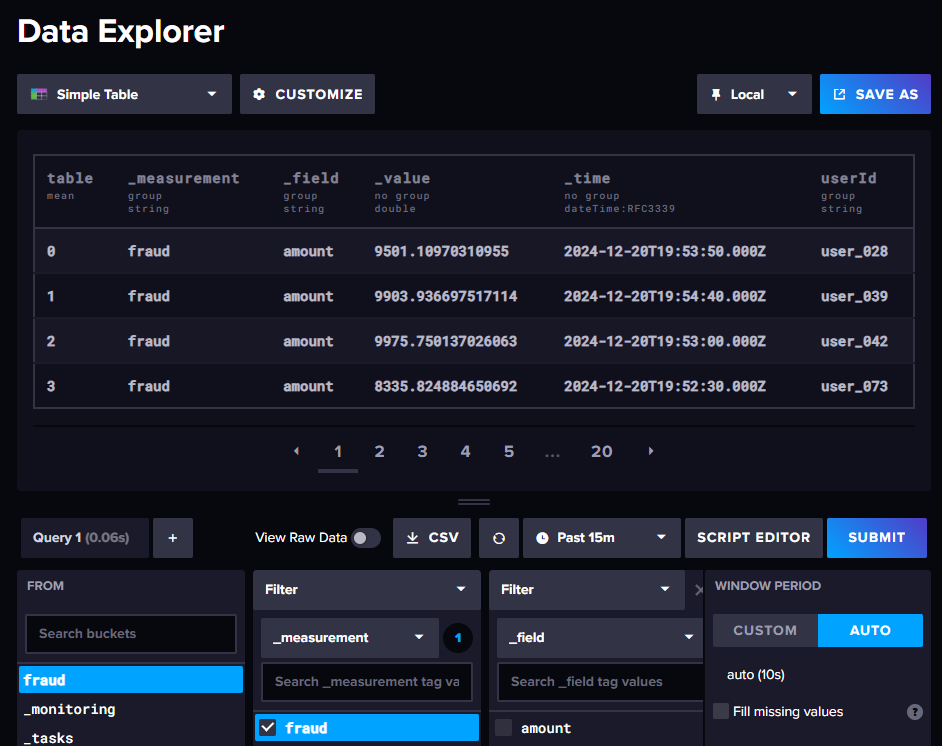 Data Explorer
Simple Table CUSTOMIZE Local SAVE AS
table _measurement _field _value _time userId
mean group group no group no group group
string string double dateTime:RFC3339 string
0 fraud amount 9501.10970310955 2024-12-20T19:53:50.000Z user_028
1 fraud amount 9903.936697517114 2024-12-20T19:54:40.000Z user_039
2 fraud amount 9975.750137026063 2024-12-20T19:53:00.000Z user_042
3 fraud amount 8335.824884650692 2024-12-20T19:52:30.000Z user_073
1 2 3 4 5 ... 20
Query 1 (0.06s) + View Raw Data CSV Past 15m SCRIPT EDITOR SUBMIT
FROM Filter Filter WINDOW PERIOD
Search buckets _measurement 1 _field CUSTOM AUTO
fraud Search _measurement tag va Search _field tag values auto (10s)
_monitoring fraud amount Fill missing values ?
_tasks